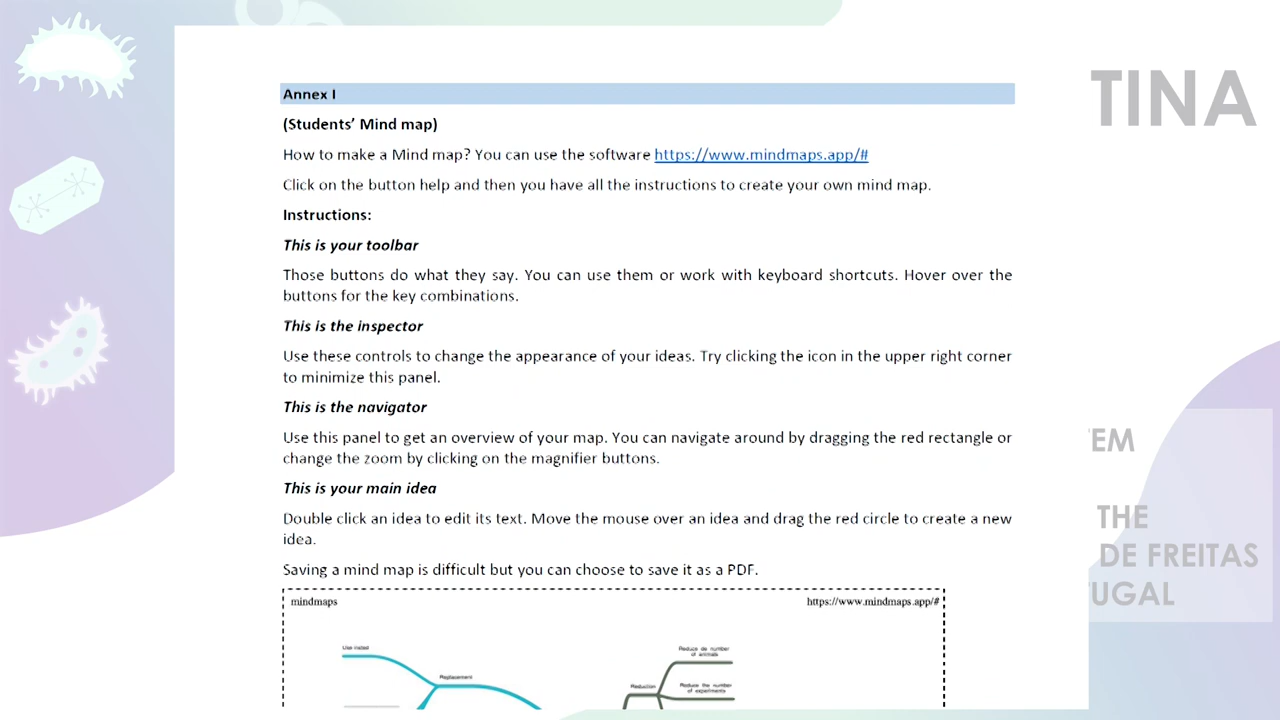 Annex I
(Students' Mind map)
How to make a Mind map? You can use the software https://www.mindmaps.app/#
Click on the button help and then you have all the instructions to create your own mind map.
Instructions:
This is your toolbar
Those buttons do what they say. You can use them or work with keyboard shortcuts. Hover over the
buttons for the key combinations.
This is the inspector
Use these controls to change the appearance of your ideas. Try clicking the icon in the upper right corner
to minimize this panel.
This is the navigator
Use this panel to get an overview of your map. You can navigate around by dragging the red rectangle or
change the zoom by clicking on the magnifier buttons.
This is your main idea
Double click an idea to edit its text. Move the mouse over an idea and drag the red circle to create a new
idea.
Saving a mind map is difficult but you can choose to save it as a PDF.
mindmaps https://www.mindmaps.app/#
Replacement
Reduction
Reduce de number
of animals
Reduce the number
of experiments
TINA
EM
THE
DE FREITAS
UGAL